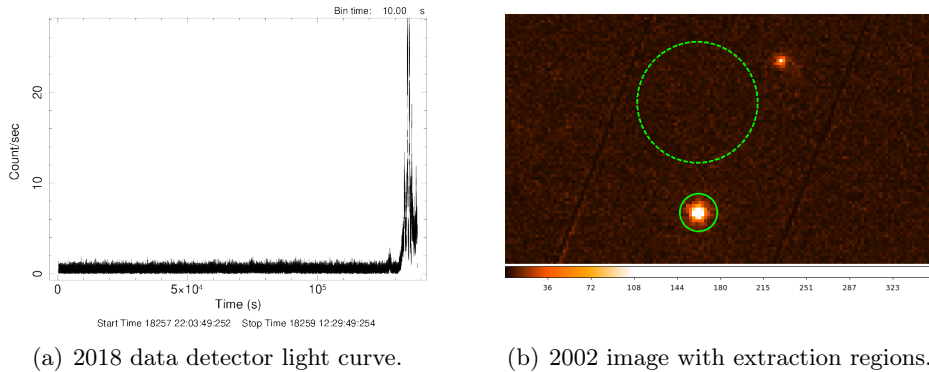 Bin time: 10.00 s
Count/sec
20
10
0
0 5×10⁴ 10⁵
Time (s)
Start Time 18257 22:03:49:252 Stop Time 18259 12:29:49:254
(a) 2018 data detector light curve.
36 72 108 144 180 215 251 287 323
(b) 2002 image with extraction regions.